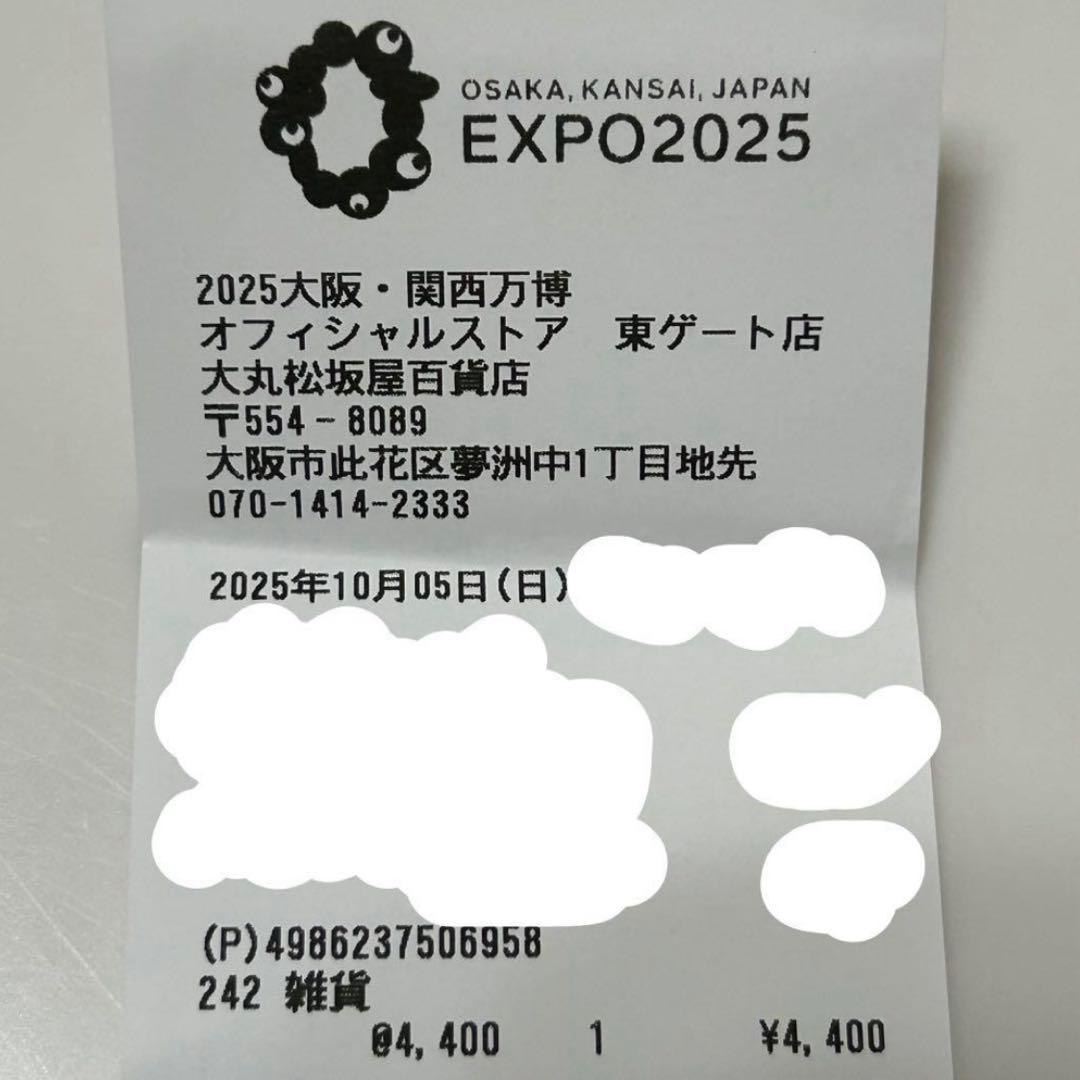 OSAKA, KANSAI, JAPAN
EXPO2025
2025大阪・関西万博
オフィシャルストア 東ゲート店
大丸松坂屋百貨店
〒554-8089
大阪市此花区夢洲中1丁目地先
070-1414-2333
2025年10月05日(日)
(P)4986237506958
242 雑貨
@4,400 1 ¥4,400